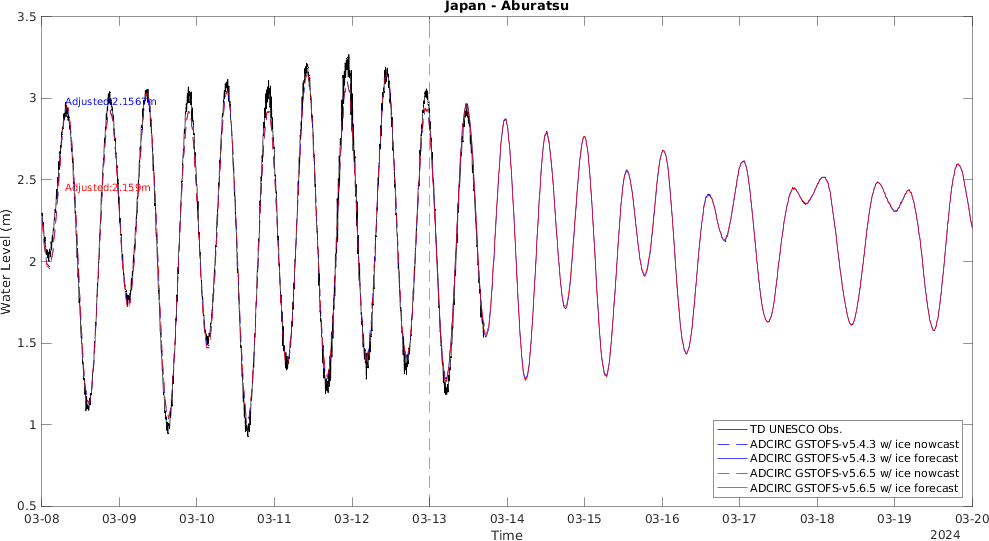 Japan - Aburatsu
3.5
3
2.5
2
1.5
1
0.5
Water Level (m)
Adjusted:2.1567m
Adjusted:2.159m
TD UNESCO Obs.
ADCIRC GSTOFS-v5.4.3 w/ ice nowcast
ADCIRC GSTOFS-v5.4.3 w/ ice forecast
ADCIRC GSTOFS-v5.6.5 w/ ice nowcast
ADCIRC GSTOFS-v5.6.5 w/ ice forecast
03-08 03-09 03-10 03-11 03-12 03-13 03-14 03-15 03-16 03-17 03-18 03-19 03-20
Time
2024